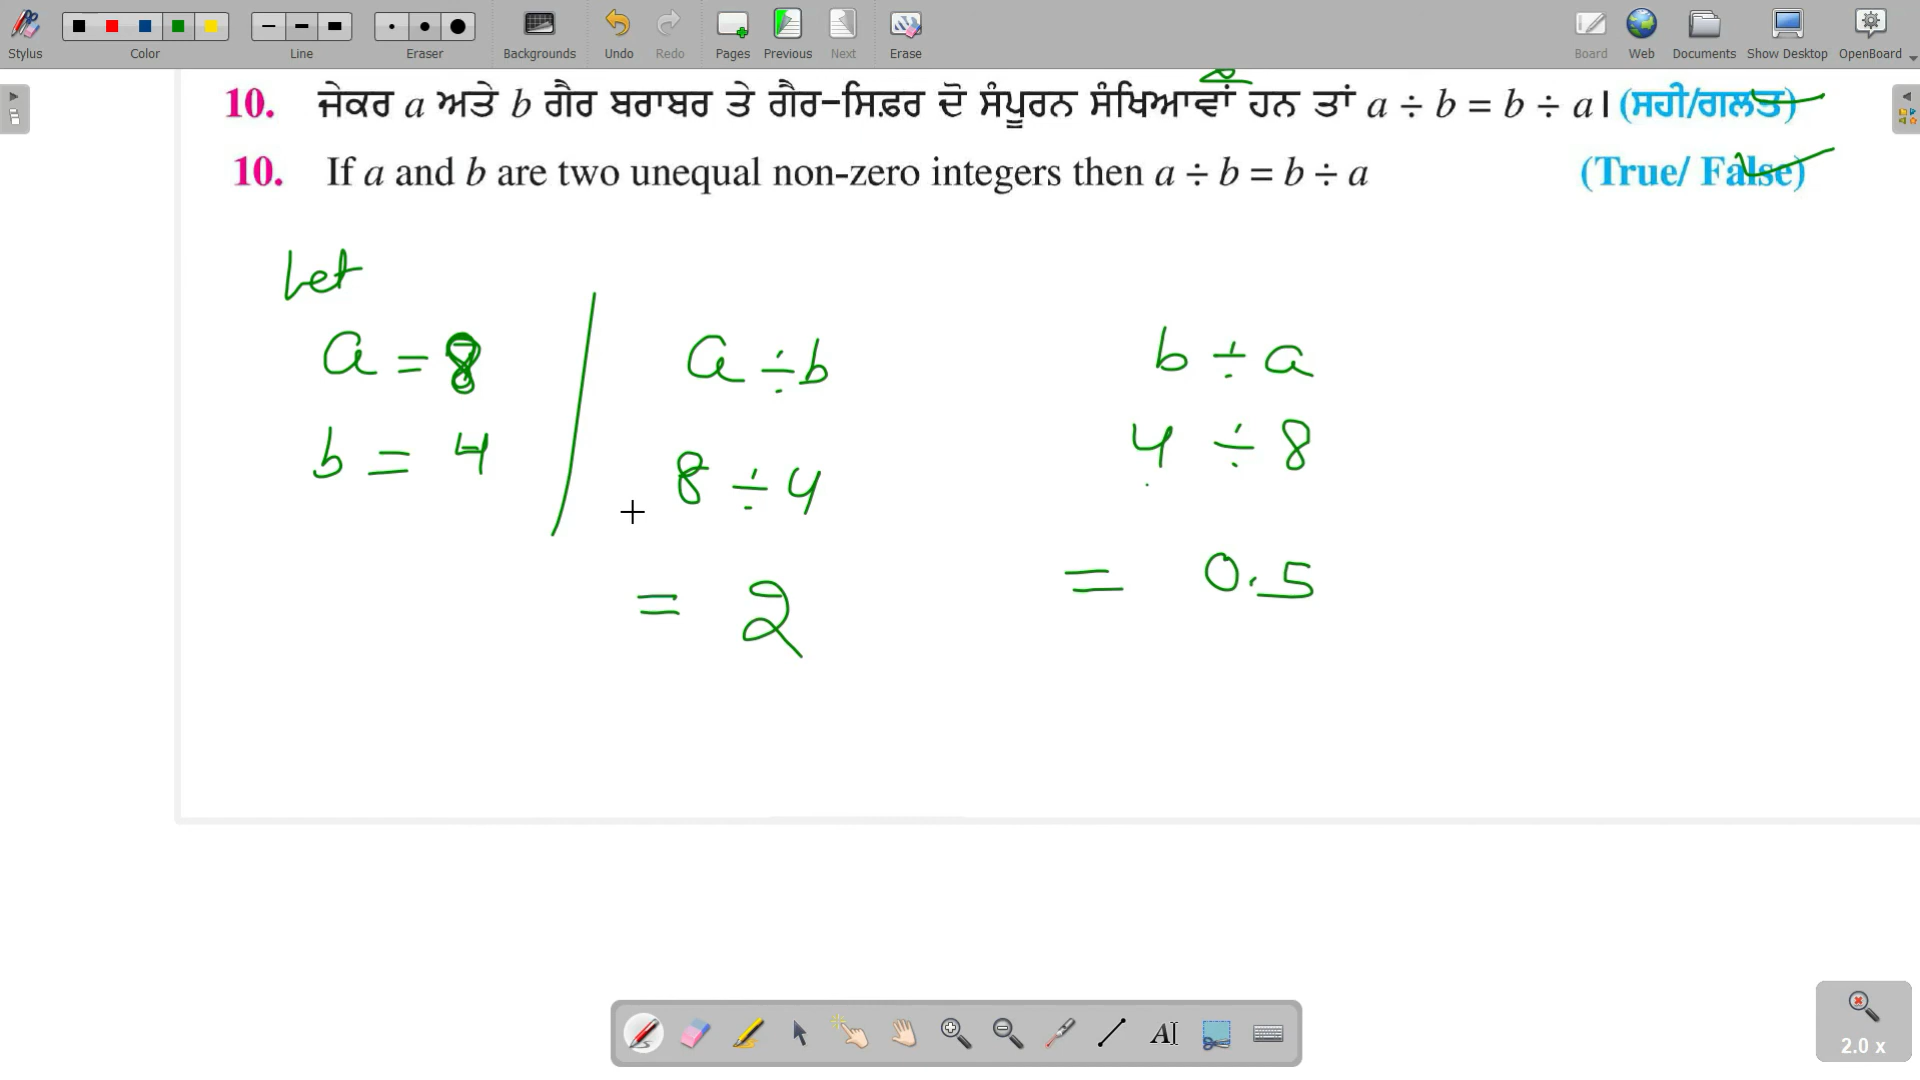 Stylus Color Line Eraser Backgrounds Undo Redo Pages Previous Next Erase Board Web Documents Show Desktop OpenBoard
10. ਜੇਕਰ a ਅਤੇ b ਗੈਰ ਬਰਾਬਰ ਤੇ ਗੈਰ-ਸਿਫ਼ਰ ਦੋ ਸੰਪੂਰਨ ਸੰਖਿਆਵਾਂ ਹਨ ਤਾਂ a ÷ b = b ÷ a। (ਸਹੀ/ਗਲਤ)
10. If a and b are two unequal non-zero integers then a ÷ b = b ÷ a (True/ False)
Let
a = 8
b = 4
a ÷ b
8 ÷ 4
= 2
b ÷ a
4 ÷ 8
= 0.5
2.0 x